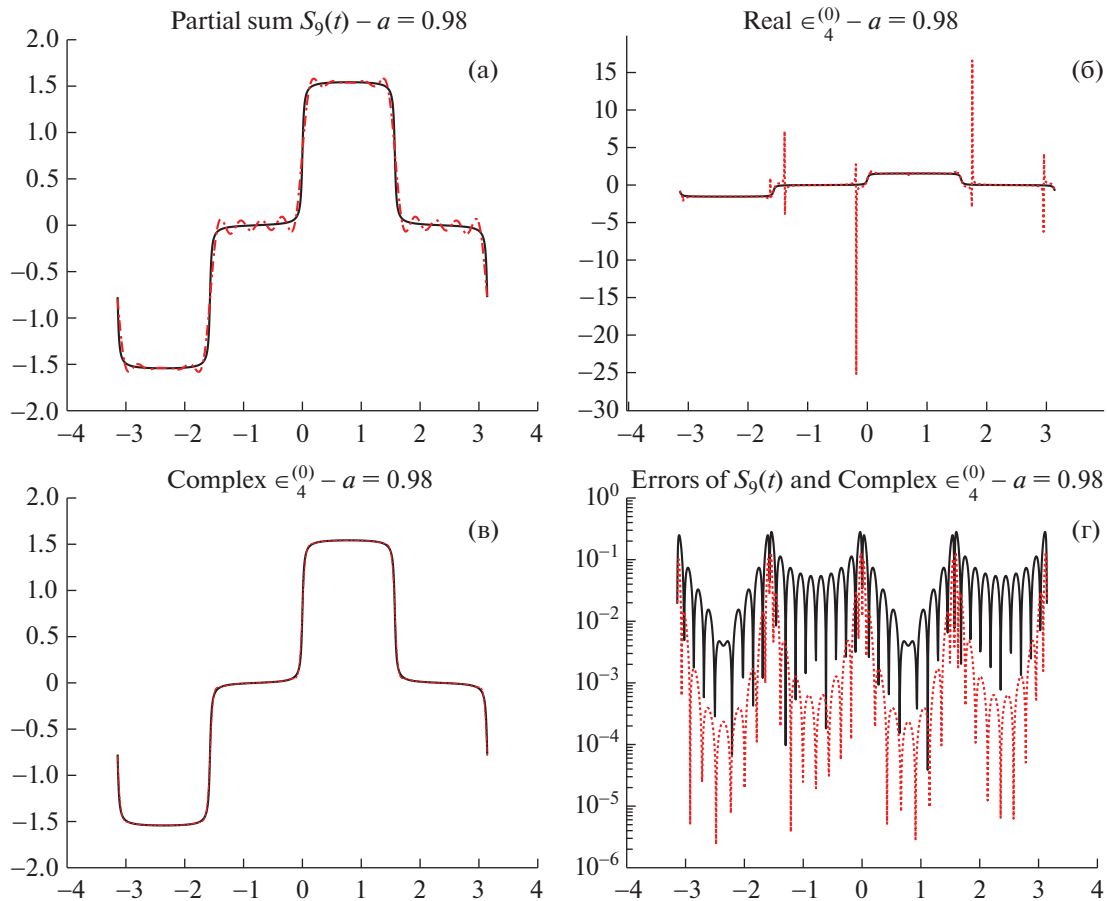 Partial sum S₉(t) – a = 0.98
(а)
2.0
1.5
1.0
0.5
0
–0.5
–1.0
–1.5
–2.0
–4 –3 –2 –1 0 1 2 3 4
Real ∈₄⁽⁰⁾ – a = 0.98
(б)
15
10
5
0
–5
–10
–15
–20
–25
–30
–4 –3 –2 –1 0 1 2 3
Complex ∈₄⁽⁰⁾ – a = 0.98
(в)
2.0
1.5
1.0
0.5
0
–0.5
–1.0
–1.5
2.0
–4 –3 –2 –1 0 1 2 3 4
Errors of S₉(t) and Complex ∈₄⁽⁰⁾ – a = 0.98
(г)
10⁰
10⁻¹
10⁻²
10⁻³
10⁻⁴
10⁻⁵
10⁻⁶
–4 –3 –2 –1 0 1 2 3 4